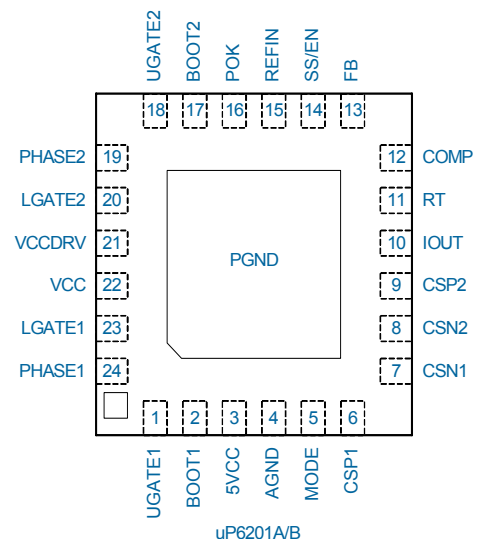 UGATE2
BOOT2
POK
REFIN
SS/EN
FB
18
17
16
15
14
13
PHASE2 19
12 COMP
LGATE2 20
11 RT
VCCDRV 21
10 IOUT
PGND
VCC 22
9 CSP2
LGATE1 23
8 CSN2
PHASE1 24
7 CSN1
1
2
3
4
5
6
UGATE1
BOOT1
5VCC
AGND
MODE
CSP1
uP6201A/B